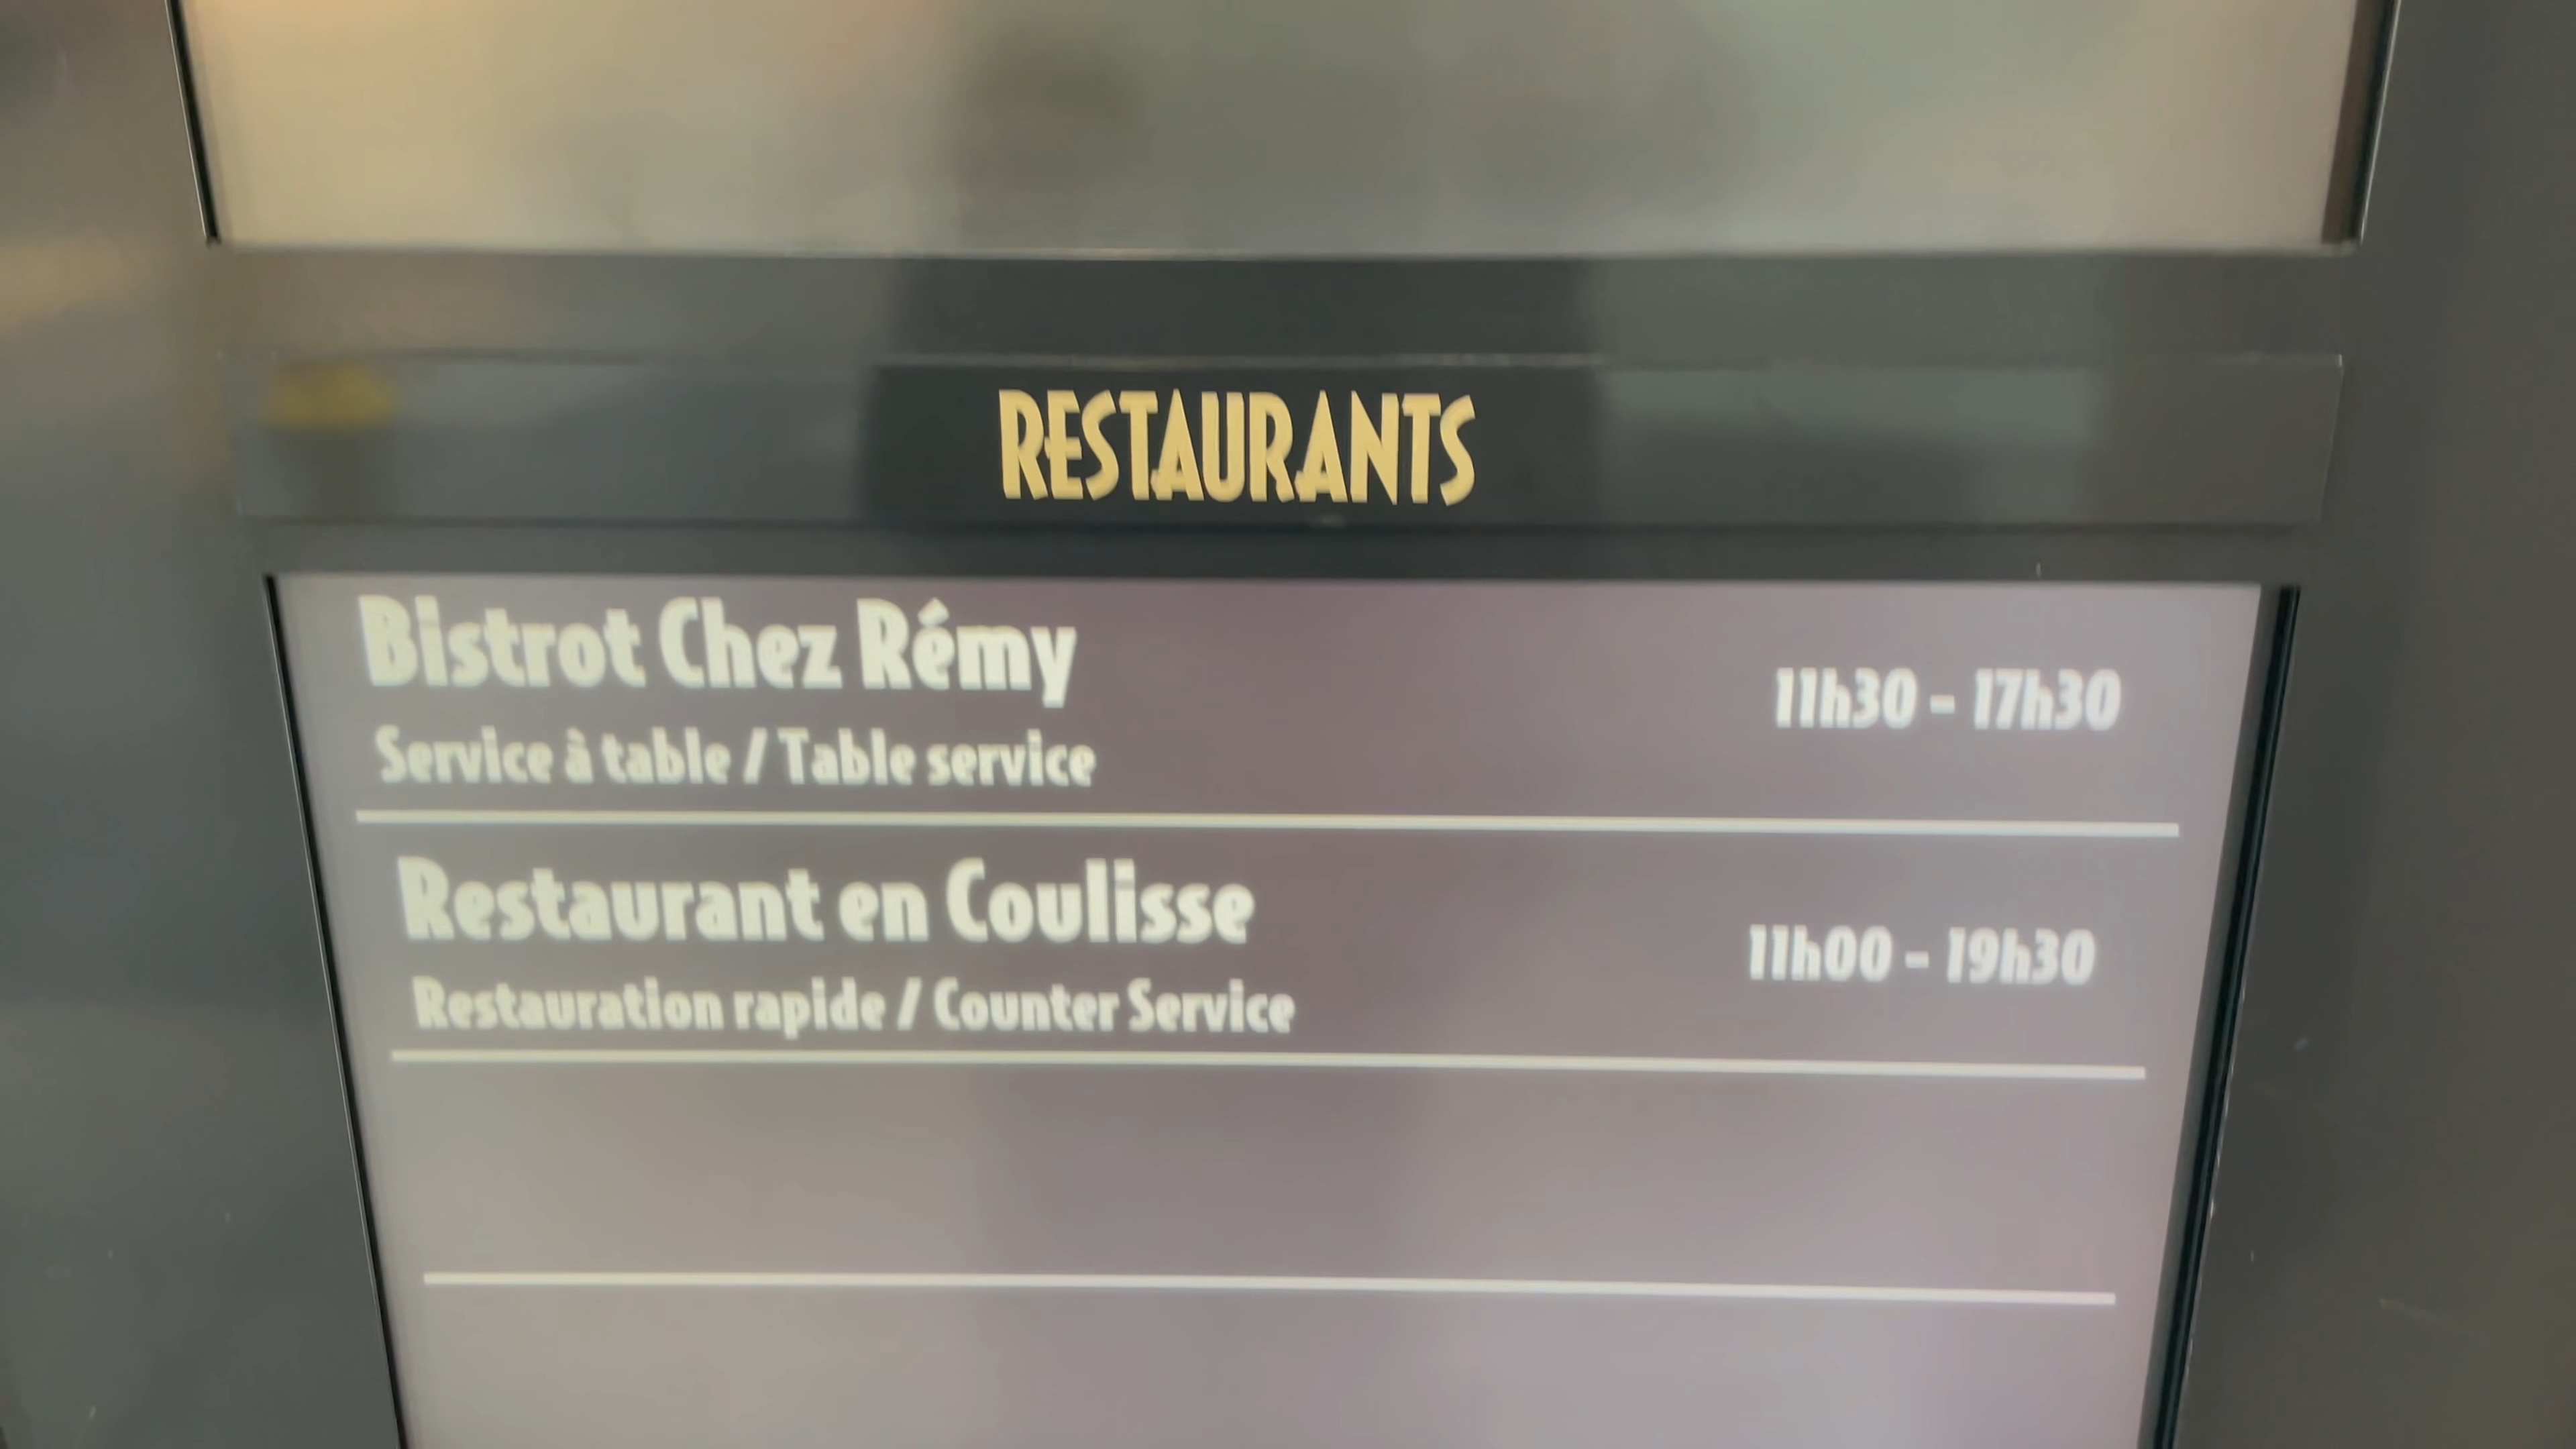 RESTAURANTS
Bistrot Chez Rémy
11h30 - 17h30
Service à table / Table service
Restaurant en Coulisse
11h00 - 19h30
Restauration rapide / Counter Service